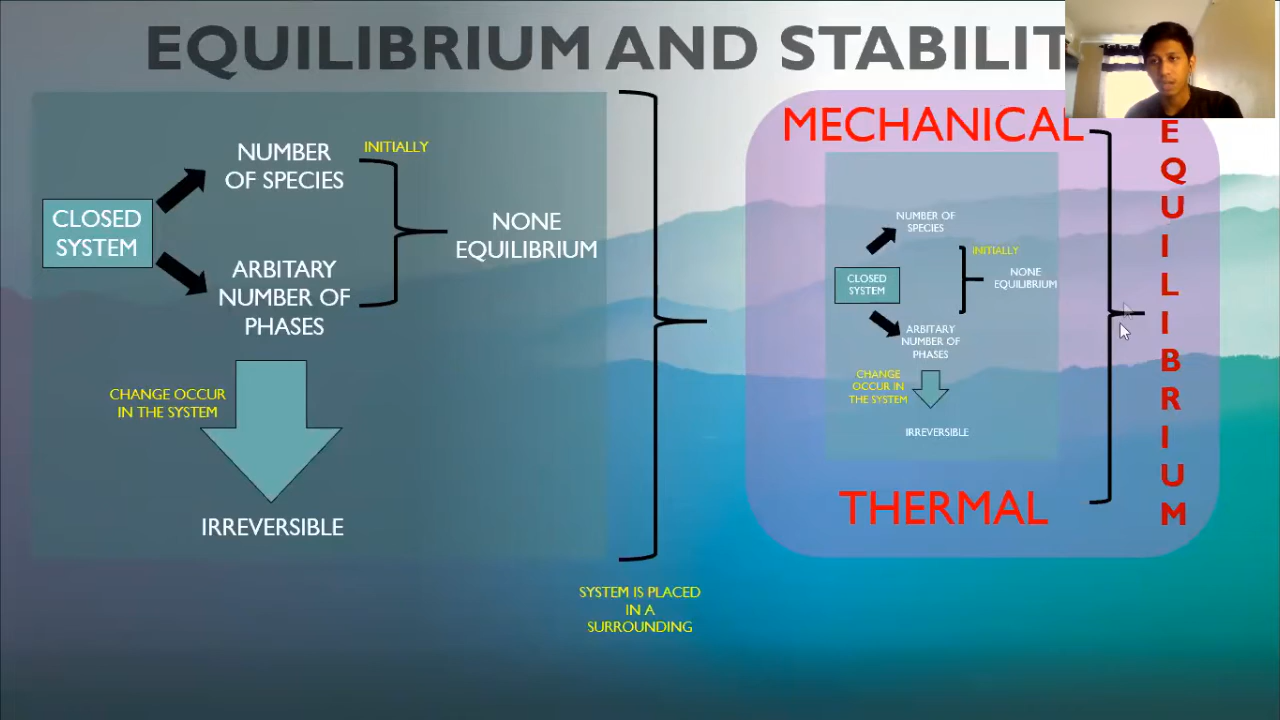 EQUILIBRIUM AND STABILIT
CLOSED
SYSTEM
NUMBER
OF SPECIES
ARBITARY
NUMBER OF
PHASES
INITIALLY
NONE
EQUILIBRIUM
CHANGE OCCUR
IN THE SYSTEM
IRREVERSIBLE
SYSTEM IS PLACED
IN A
SURROUNDING
MECHANICAL
NUMBER OF
SPECIES
INITIALLY
CLOSED
SYSTEM
NONE
EQUILIBRIUM
ARBITARY
NUMBER OF
PHASES
CHANGE
OCCUR IN
THE SYSTEM
IRREVERSIBLE
THERMAL
E
Q
U
I
L
I
B
R
I
U
M